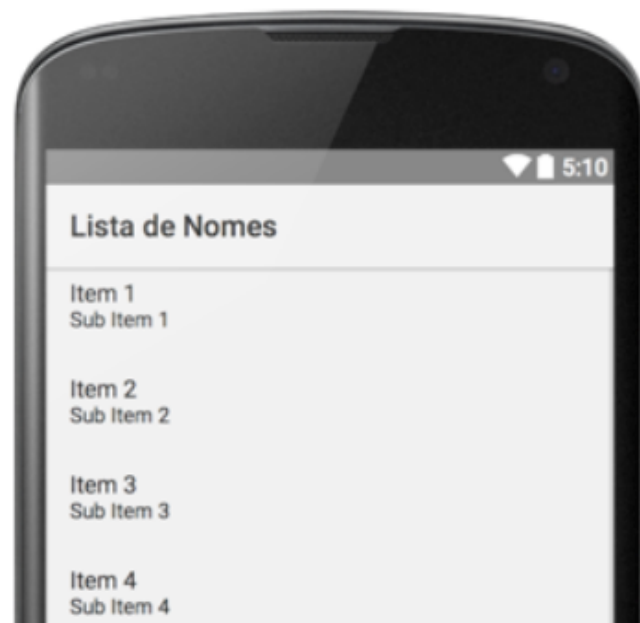 5:10
Lista de Nomes
Item 1
Sub Item 1
Item 2
Sub Item 2
Item 3
Sub Item 3
Item 4
Sub Item 4